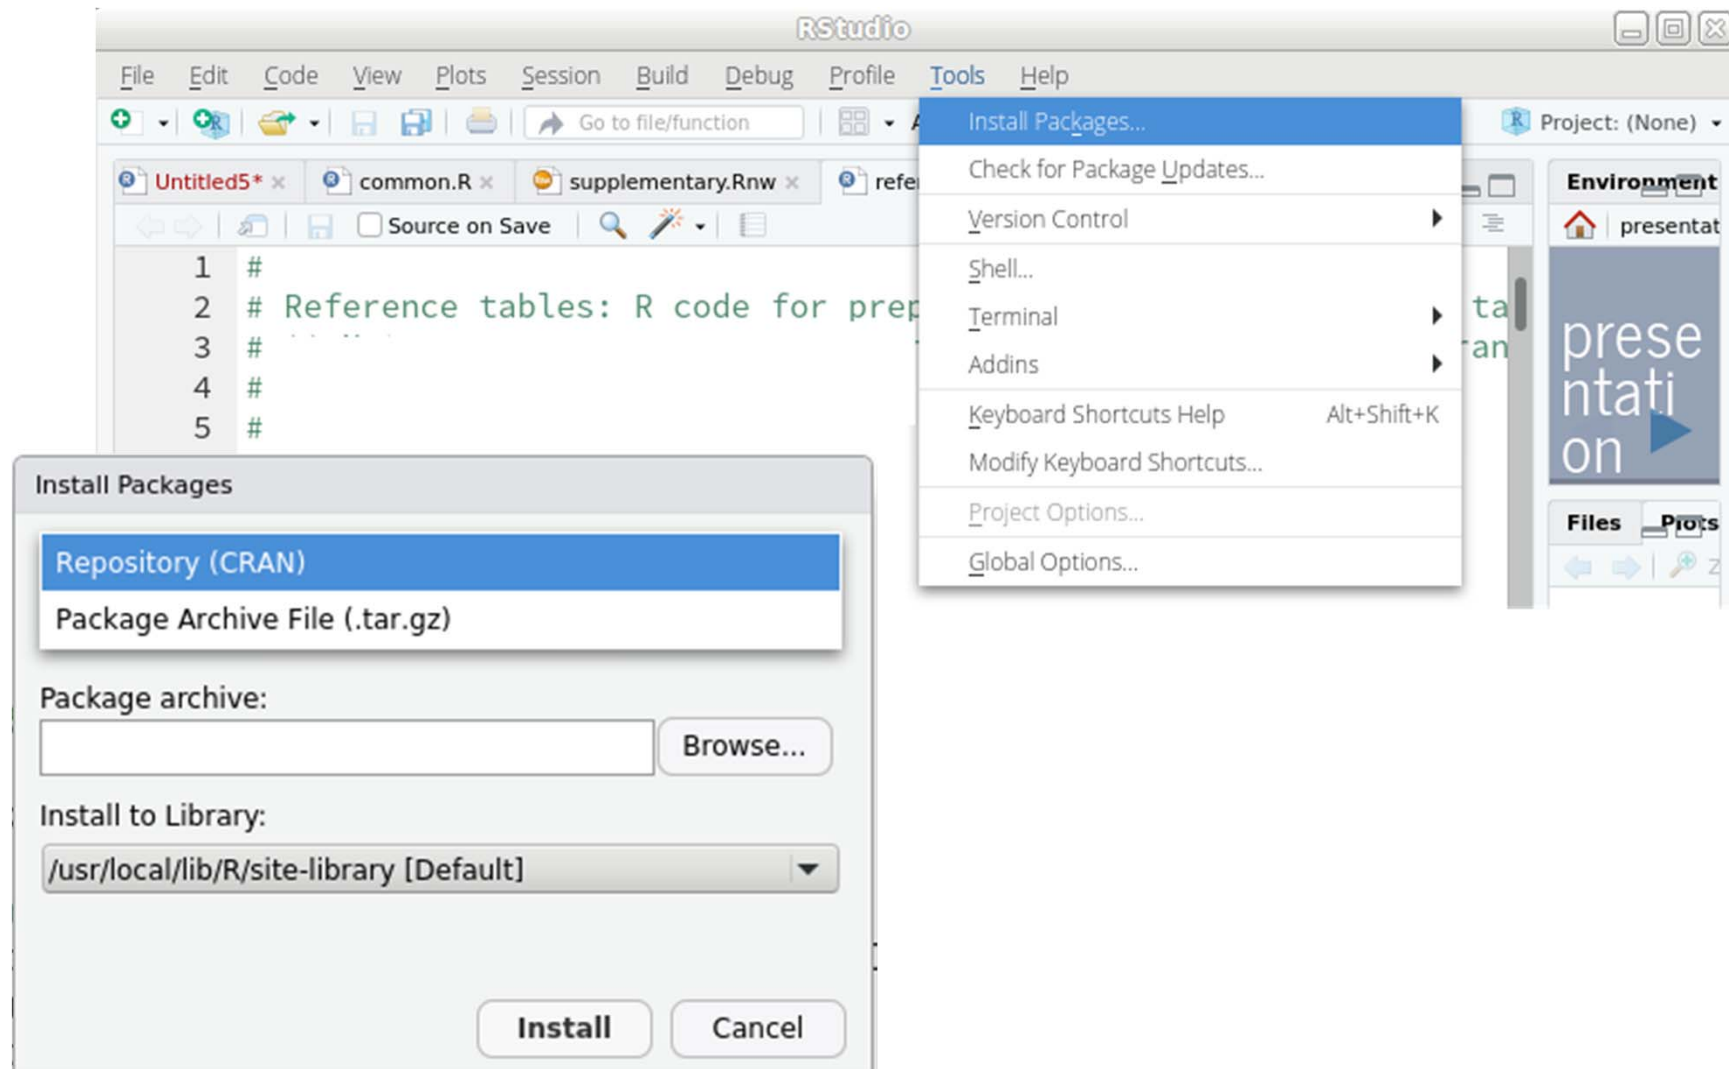 RStudio
File Edit Code View Plots Session Build Debug Profile Tools Help
Go to file/function
Project: (None)
Install Packages...
Check for Package Updates...
Version Control
Shell...
Terminal
Addins
Keyboard Shortcuts Help Alt+Shift+K
Modify Keyboard Shortcuts...
Project Options...
Global Options...
Untitled5* common.R supplementary.Rnw
Source on Save
1 #
2 # Reference tables: R code for
3 #
4 #
5 #
Environment
presentat
presentation
Files Plots
Install Packages
Repository (CRAN)
Package Archive File (.tar.gz)
Package archive:
Browse...
Install to Library:
/usr/local/lib/R/site-library [Default]
Install Cancel